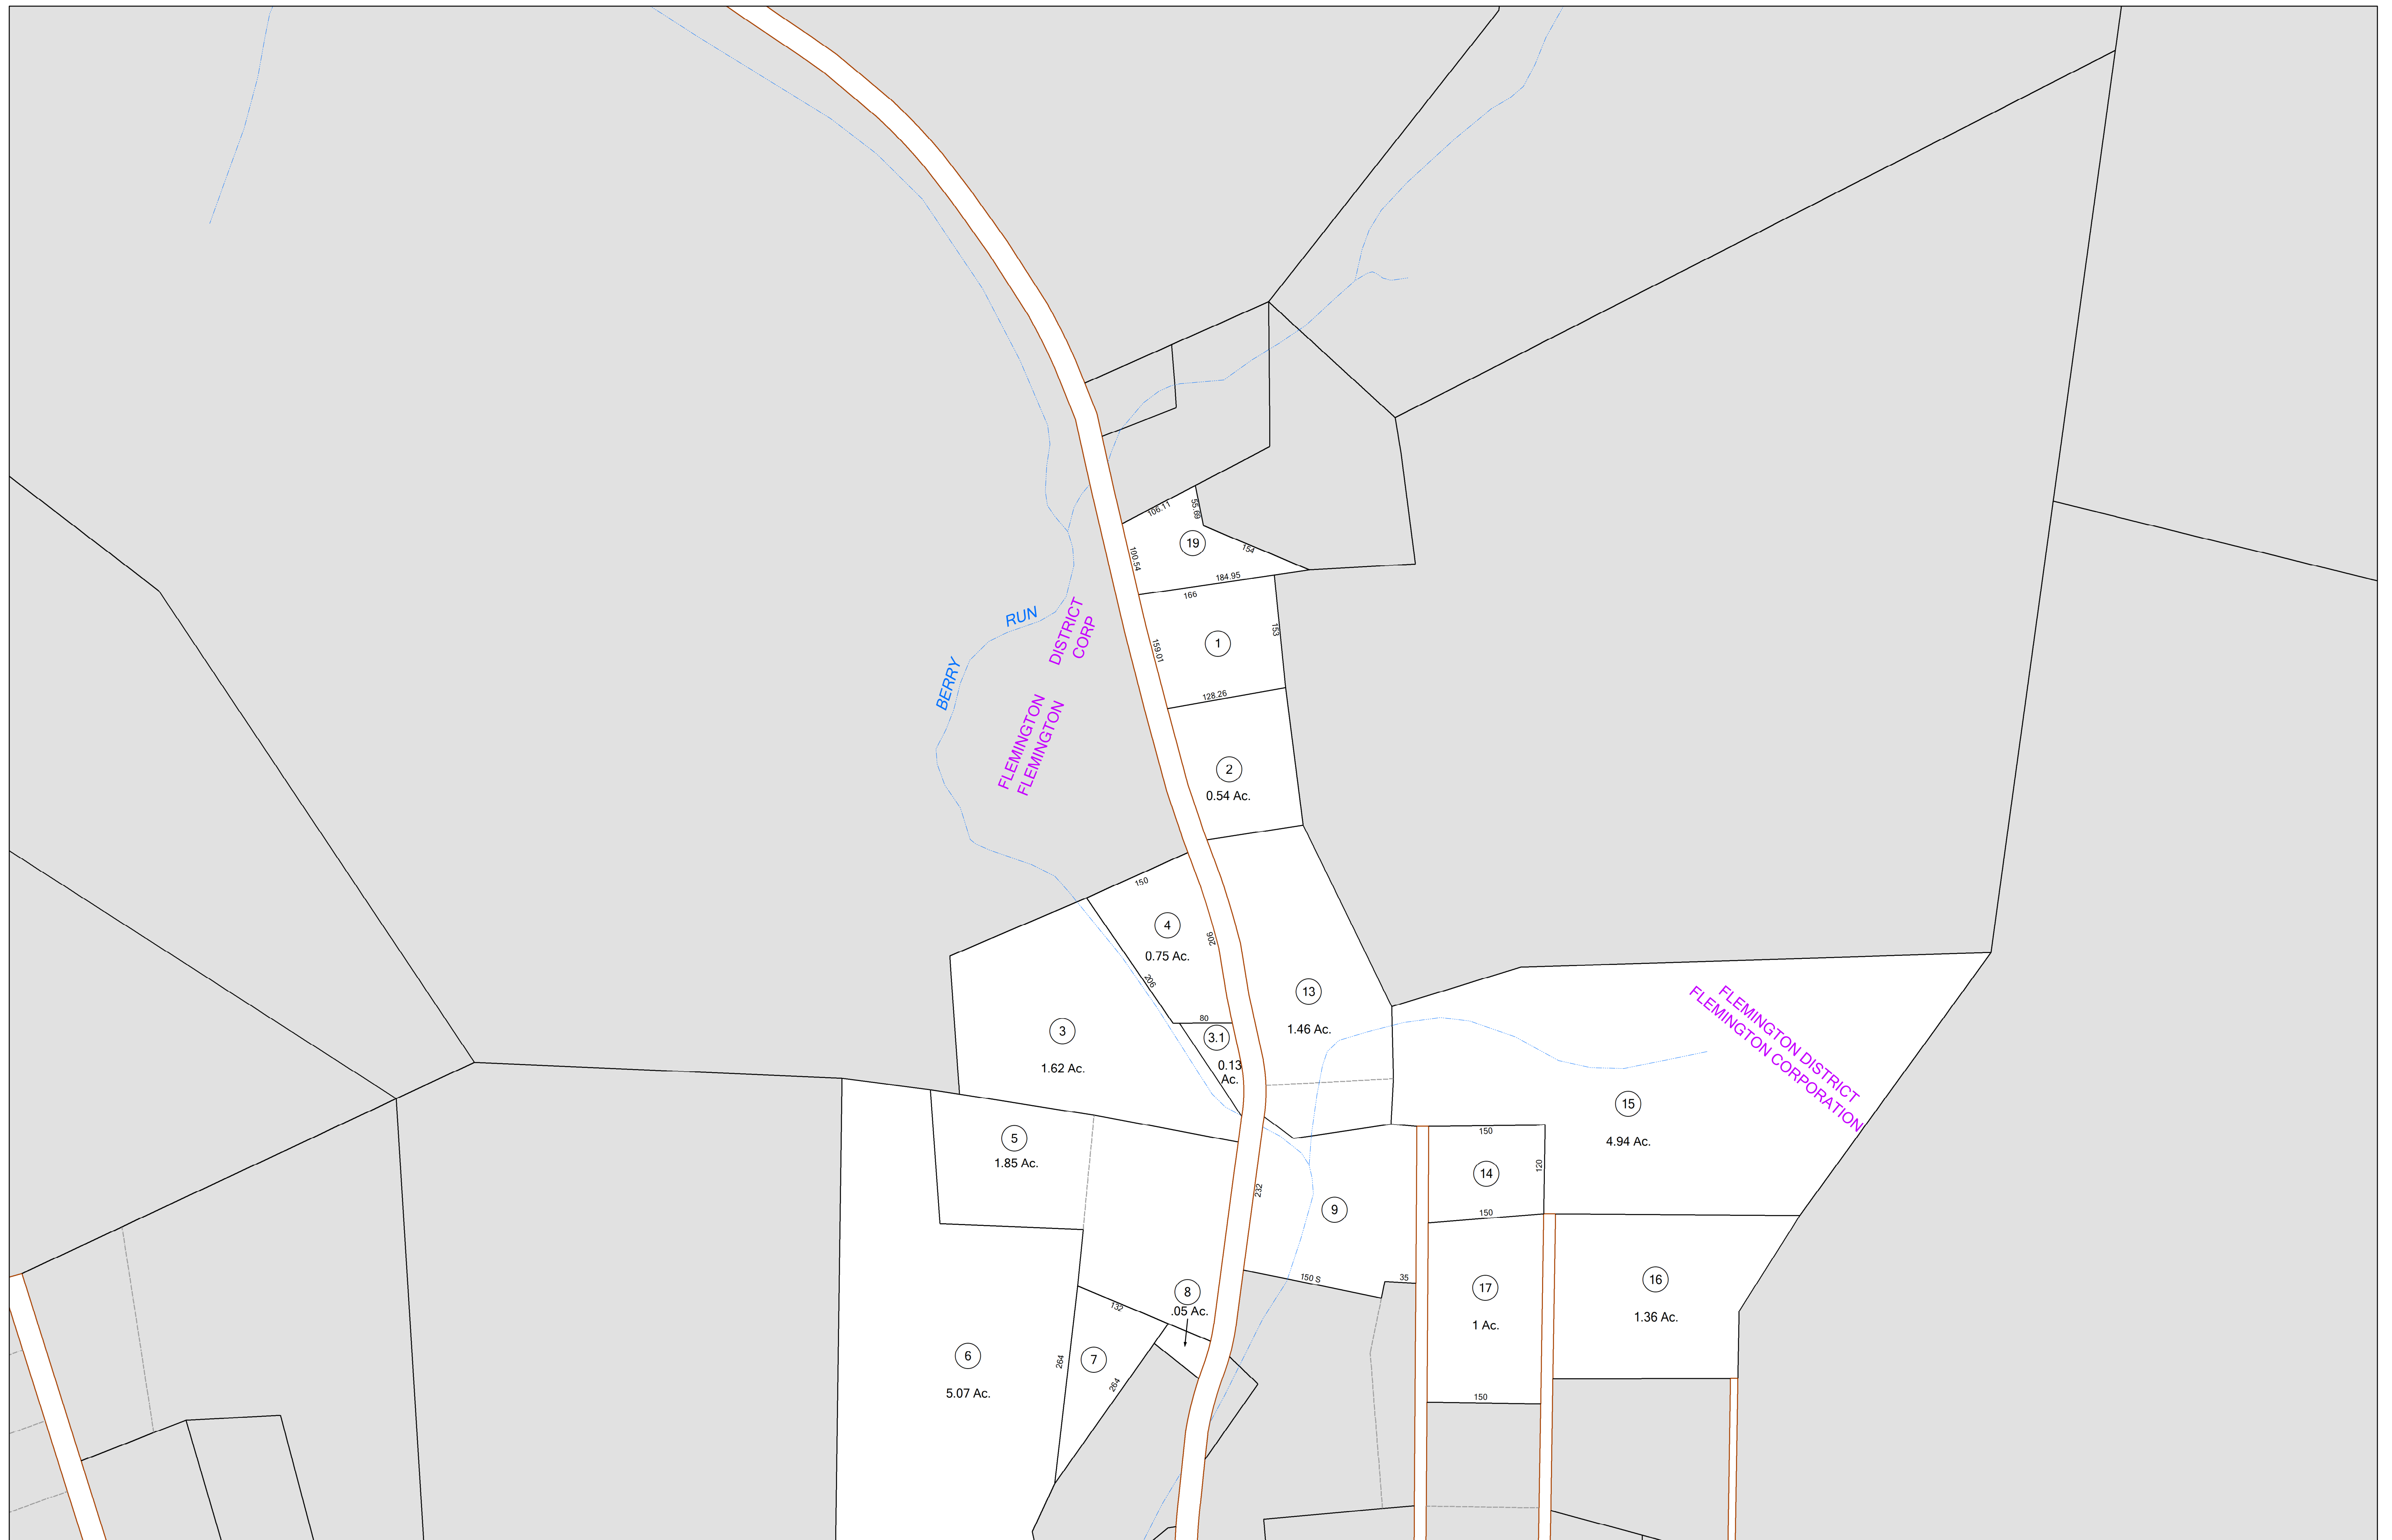 106.11
55.69
19
154
100.54
184.95
166
RUN
DISTRICT
CORP
1
153
159.01
BERRY
128.26
FLEMINGTON
FLEMINGTON
2
0.54 Ac.
150
4
206
0.75 Ac.
206
13
FLEMINGTON DISTRICT
FLEMINGTON CORPORATION
80
3
3.1
1.46 Ac.
1.62 Ac.
0.13
Ac.
15
4.94 Ac.
5
1.85 Ac.
150
14
120
232
9
150
150 S
35
8
.05 Ac.
132
17
1 Ac.
16
1.36 Ac.
6
5.07 Ac.
264
7
264
150